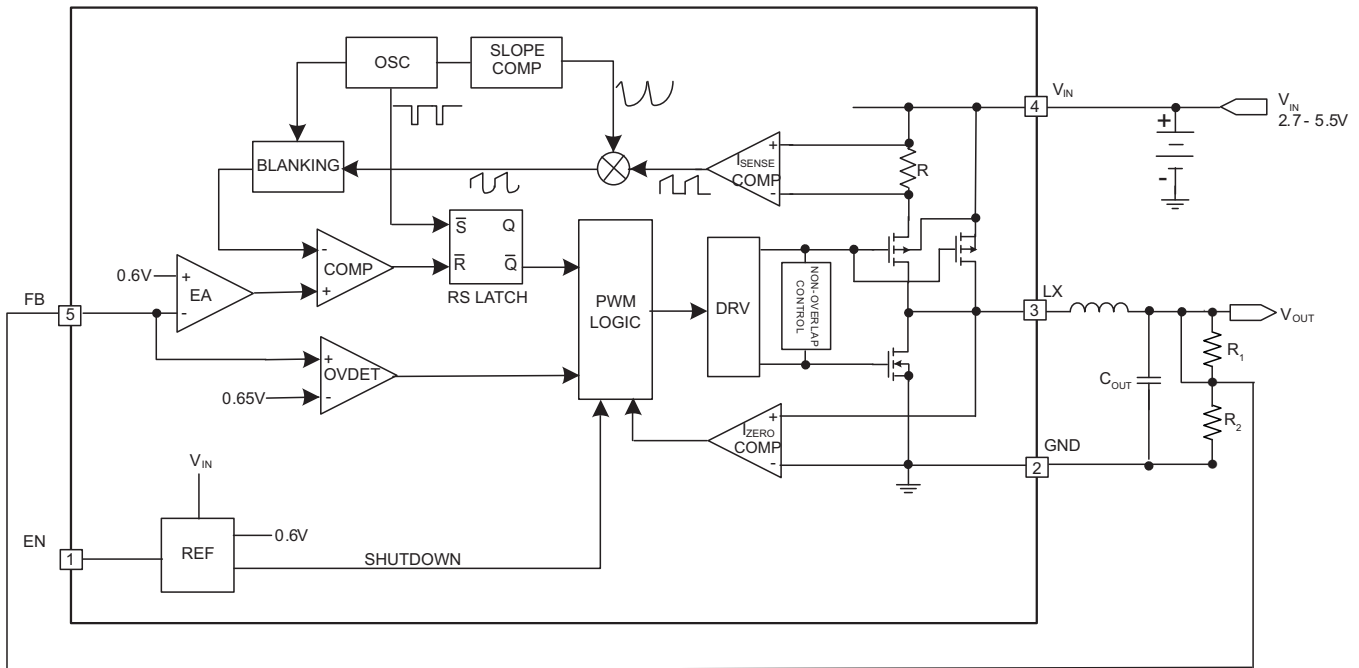 OSC
SLOPE
COMP
V_IN
4
V_IN
2.7 - 5.5V
+
-
BLANKING
+
I_SENSE
COMP
-
R
S̅
Q
R̅
Q̅
RS LATCH
-
COMP
+
0.6V
+
EA
-
FB
5
PWM
LOGIC
DRV
NON-OVERLAP
CONTROL
LX
3
V_OUT
R_1
C_OUT
R_2
+
OVDET
-
0.65V
+
I_ZERO
COMP
-
GND
2
V_IN
EN
1
REF
0.6V
SHUTDOWN